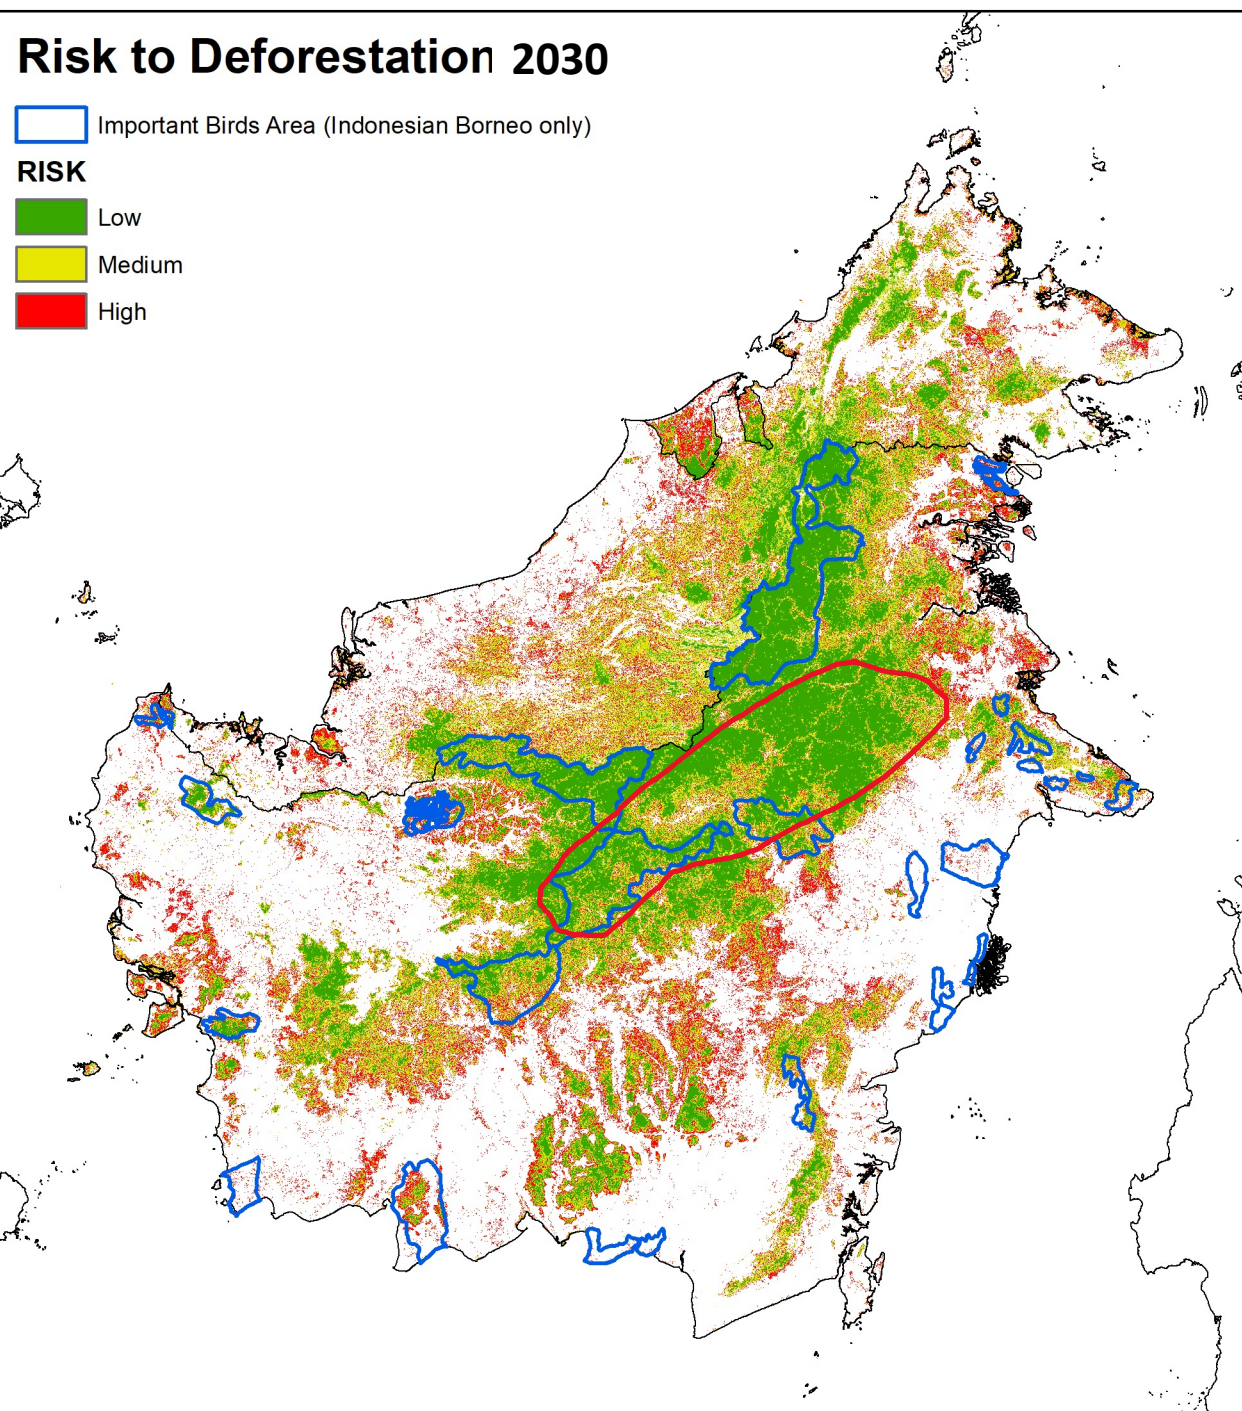 Risk to Deforestation 2030
Important Birds Area (Indonesian Borneo only)
RISK
Low
Medium
High